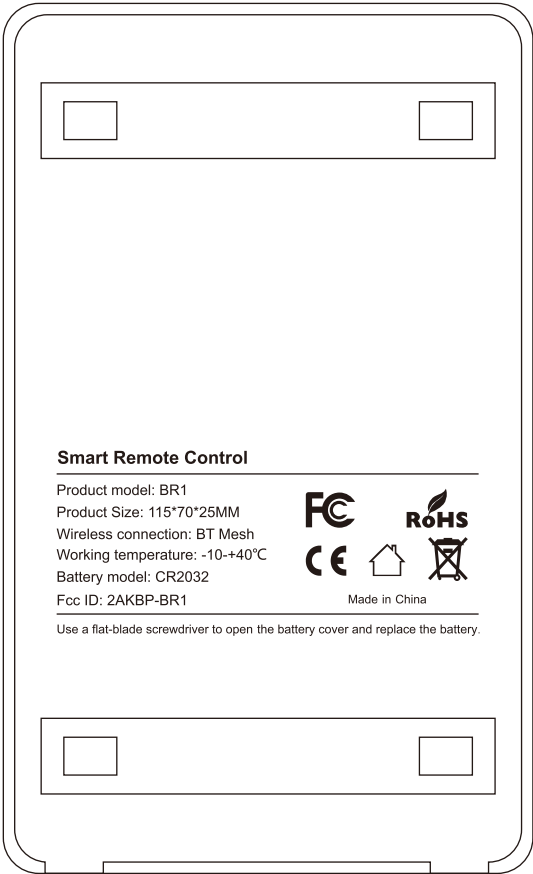 Smart Remote Control
Product model: BR1
Product Size: 115*70*25MM
Wireless connection: BT Mesh
Working temperature: -10-+40℃
Battery model: CR2032
Fcc ID: 2AKBP-BR1
FC
RoHS
CE
Made in China
Use a flat-blade screwdriver to open the battery cover and replace the battery.